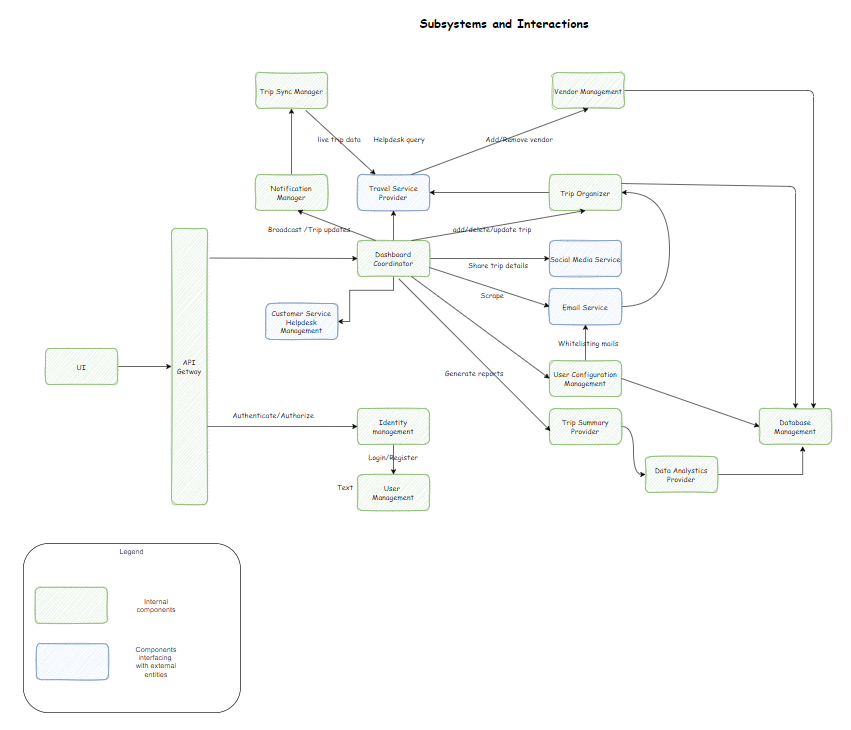 Subsystems and Interactions
Trip Sync Manager
Vendor Management
live trip data
Helpdesk query
Add/Remove vendor
Notification
Manager
Travel Service
Provider
Trip Organizer
Broadcast /Trip updates
add/delete/update trip
Dashboard
Coordinator
Social Media Service
Share trip details
Scrape
Email Service
Customer Service
Helpdesk
Management
Whitelisting mails
UI
API
Getway
Generate reports
User Configuration
Management
Authenticate/Authorize
Identity
management
Trip Summary
Provider
Database
Management
Login/Register
Data Analystics
Provider
Text
User
Management
Legend
Internal
components
Components
interfacing
with external
entities